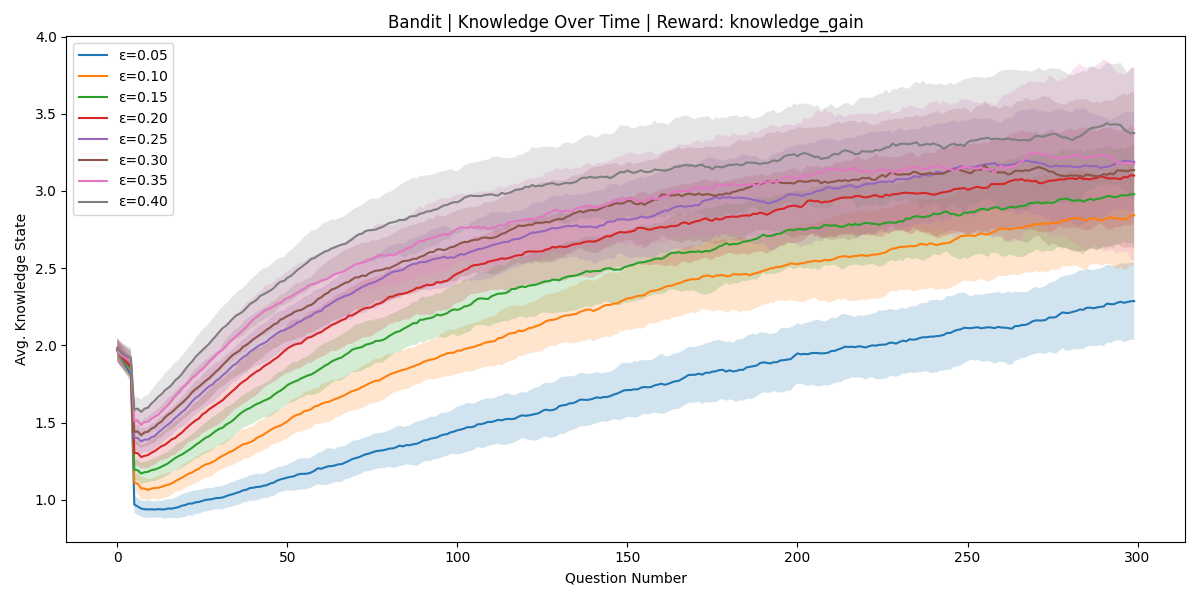 Bandit | Knowledge Over Time | Reward: knowledge_gain
Avg. Knowledge State
4.0
3.5
3.0
2.5
2.0
1.5
1.0
ε=0.05
ε=0.10
ε=0.15
ε=0.20
ε=0.25
ε=0.30
ε=0.35
ε=0.40
0 50 100 150 200 250 300
Question Number